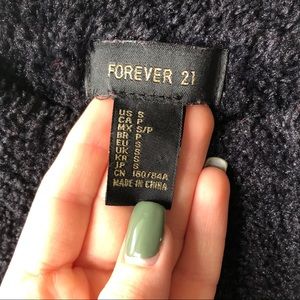 FOREVER 21
US S
CA P
MX S/P
BR P
EU S
UK S
KR S
JP S
CN 160/84A
MADE IN CHINA